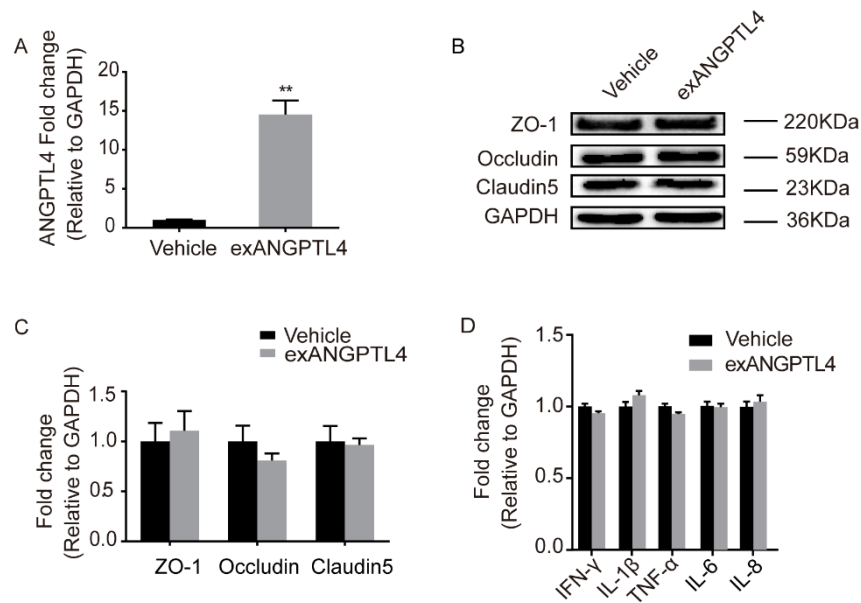 A
ANGPTL4 Fold change
(Relative to GAPDH)
20
15
10
5
0
**
Vehicle exANGPTL4
B
Vehicle
exANGPTL4
ZO-1 220KDa
Occludin 59KDa
Claudin5 23KDa
GAPDH 36KDa
C
Vehicle
exANGPTL4
Fold change
(Relative to GAPDH)
1.5
1.0
0.5
0.0
ZO-1 Occludin Claudin5
D
Vehicle
exANGPTL4
Fold change
(Relative to GAPDH)
1.5
1.0
0.5
0.0
IFN-γ IL-1β TNF-α IL-6 IL-8